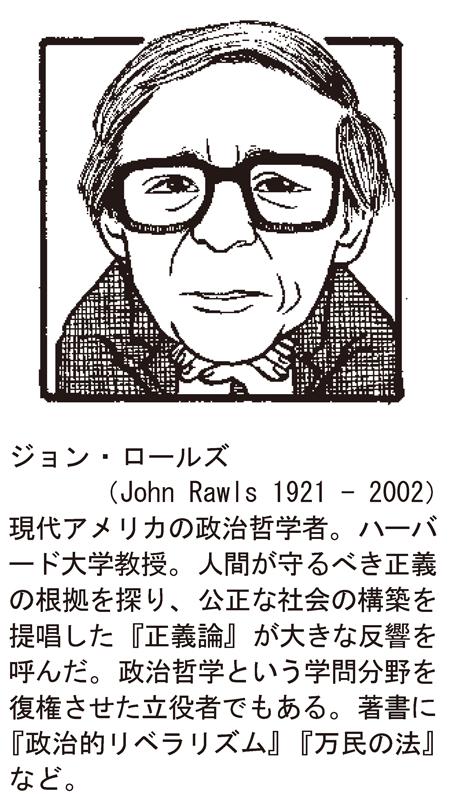 ジョン・ロールズ
（John Rawls 1921 − 2002）
現代アメリカの政治哲学者。ハーバ
ード大学教授。人間が守るべき正義
の根拠を探り、公正な社会の構築を
提唱した『正義論』が大きな反響を
呼んだ。政治哲学という学問分野を
復権させた立役者でもある。著書に
『政治的リベラリズム』『万民の法』
など。